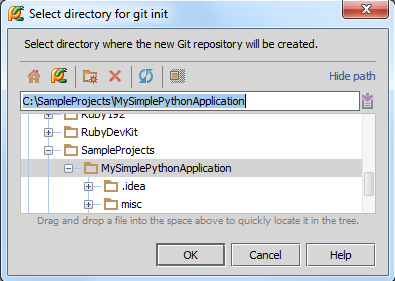 Select directory for git init
Select directory where the new Git repository will be created.
Hide path
C:\SampleProjects\MySimplePythonApplication
Ruby192
RubyDevKit
SampleProjects
MySimplePythonApplication
.idea
misc
Drag and drop a file into the space above to quickly locate it in the tree.
OK Cancel Help